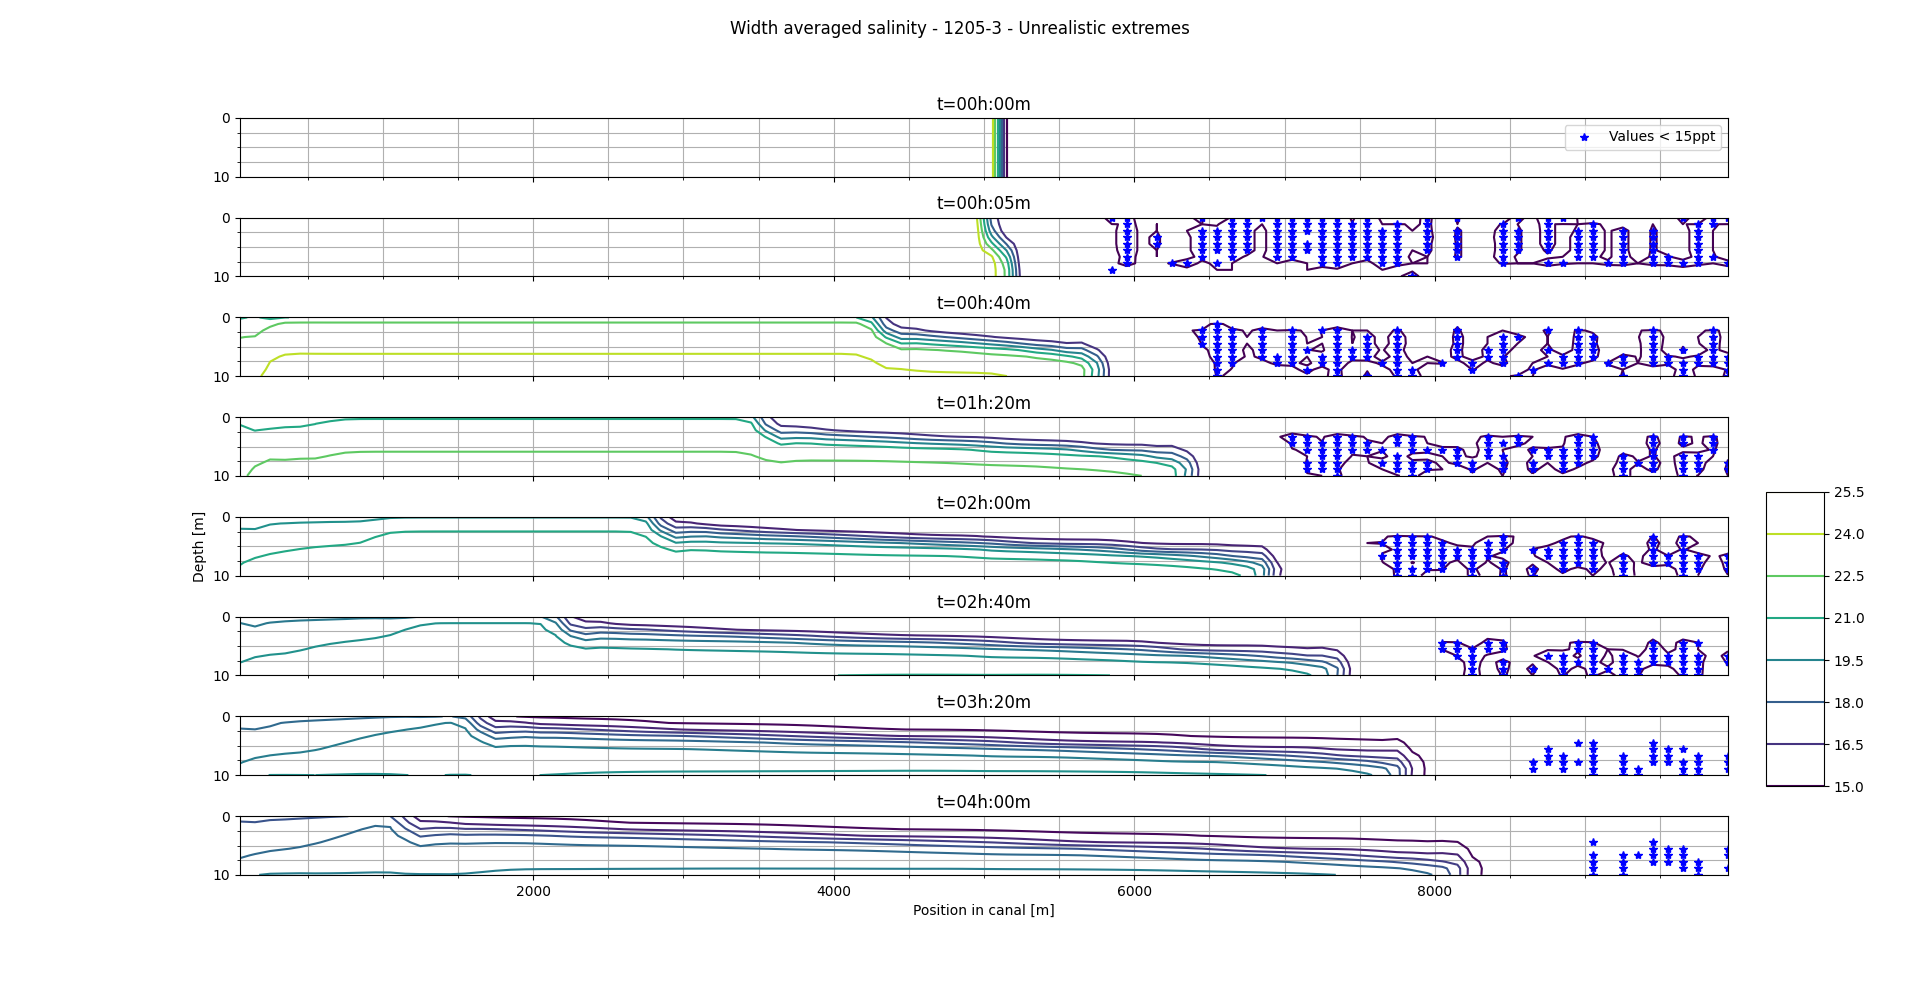 Width averaged salinity - 1205-3 - Unrealistic extremes
t=00h:00m
0
10
Values < 15ppt
t=00h:05m
0
10
t=00h:40m
0
10
t=01h:20m
0
10
t=02h:00m
0
10
Depth [m]
t=02h:40m
0
10
t=03h:20m
0
10
t=04h:00m
0
10
2000 4000 6000 8000
Position in canal [m]
25.5
24.0
22.5
21.0
19.5
18.0
16.5
15.0